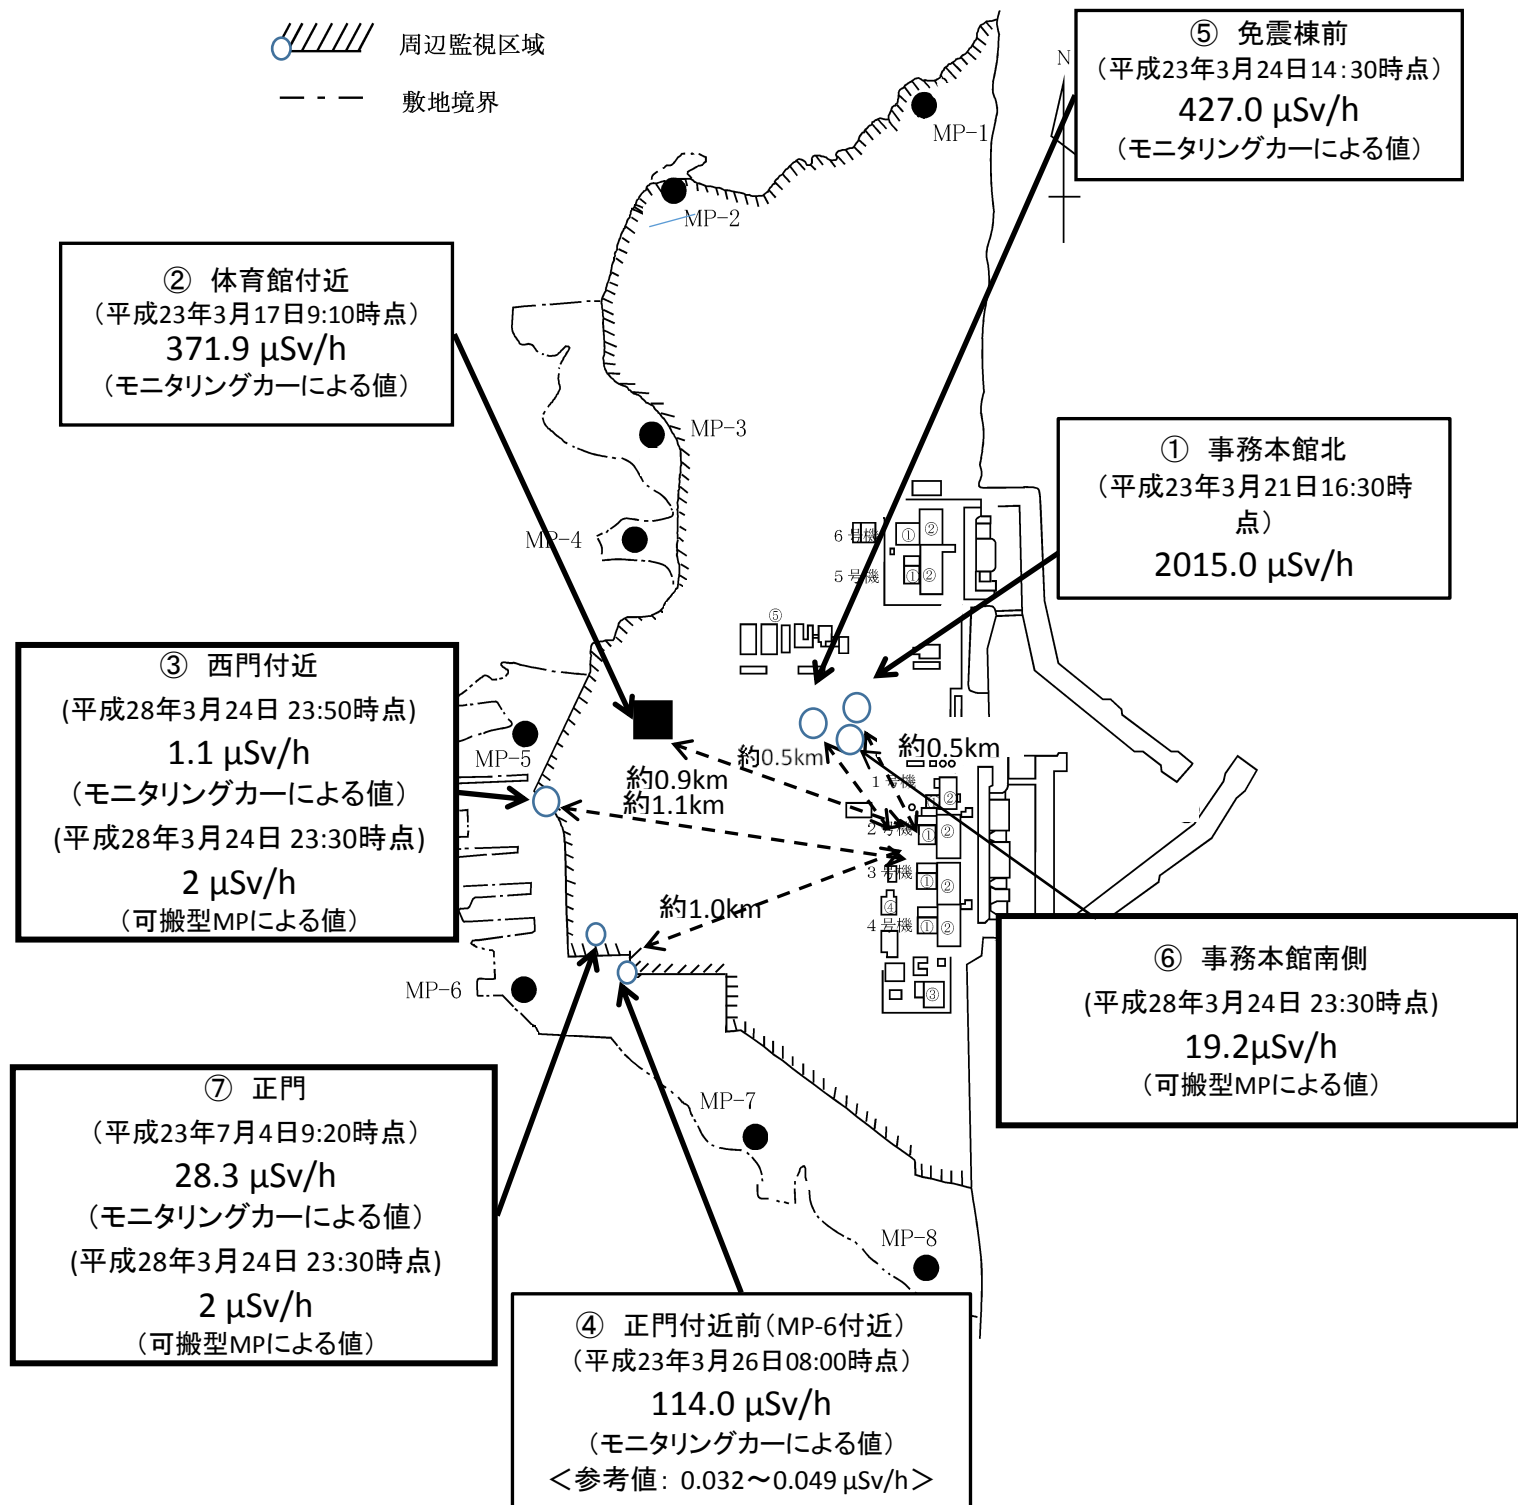 周辺監視区域
敷地境界
N
MP-1
MP-2
MP-3
MP-4
MP-5
MP-6
MP-7
MP-8
⑤ 免震棟前
(平成23年3月24日14:30時点)
427.0 μSv/h
(モニタリングカーによる値)
② 体育館付近
(平成23年3月17日9:10時点)
371.9 μSv/h
(モニタリングカーによる値)
① 事務本館北
(平成23年3月21日16:30時
点)
2015.0 μSv/h
③ 西門付近
(平成28年3月24日 23:50時点)
1.1 μSv/h
(モニタリングカーによる値)
(平成28年3月24日 23:30時点)
2 μSv/h
(可搬型MPによる値)
6号機
① ②
5号機
① ②
⑤
約0.5km
約0.5km
約0.9km
約1.1km
約1.0km
1号機
① ②
2号機
① ②
3号機
① ②
④
4号機
① ②
③
⑥ 事務本館南側
(平成28年3月24日 23:30時点)
19.2μSv/h
(可搬型MPによる値)
⑦ 正門
(平成23年7月4日9:20時点)
28.3 μSv/h
(モニタリングカーによる値)
(平成28年3月24日 23:30時点)
2 μSv/h
(可搬型MPによる値)
④ 正門付近前(MP-6付近)
(平成23年3月26日08:00時点)
114.0 μSv/h
(モニタリングカーによる値)
<参考値: 0.032~0.049 μSv/h>